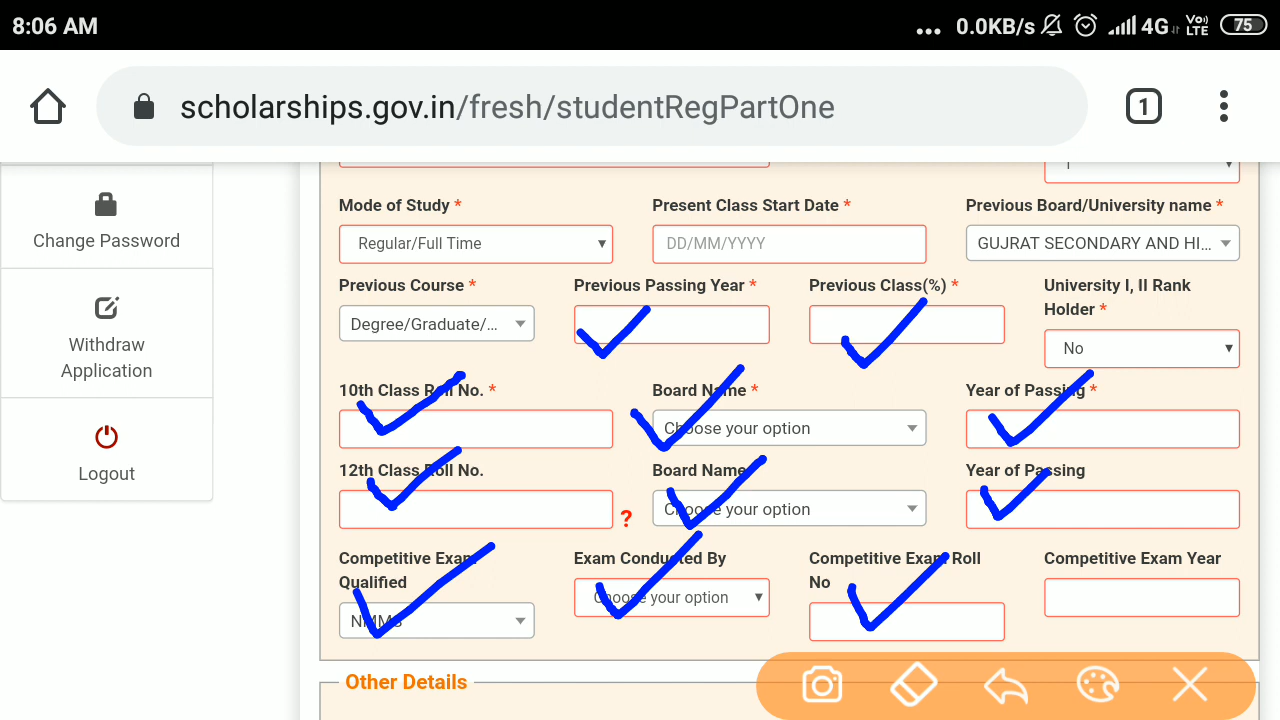 8:06 AM
... 0.0KB/s 4G Vo) LTE 75
scholarships.gov.in/fresh/studentRegPartOne
1
Change Password
Withdraw
Application
Logout
Mode of Study *
Present Class Start Date *
Previous Board/University name *
Regular/Full Time
DD/MM/YYYY
GUJRAT SECONDARY AND HI...
Previous Course *
Previous Passing Year *
Previous Class(%) *
University I, II Rank
Holder *
Degree/Graduate/...
No
10th Class Roll No. *
Board Name *
Year of Passing *
Choose your option
12th Class Roll No.
Board Name
Year of Passing
?
Choose your option
Competitive Exam
Qualified
Exam Conducted By
Competitive Exam Roll
No
Competitive Exam Year
NMMS
Choose your option
Other Details